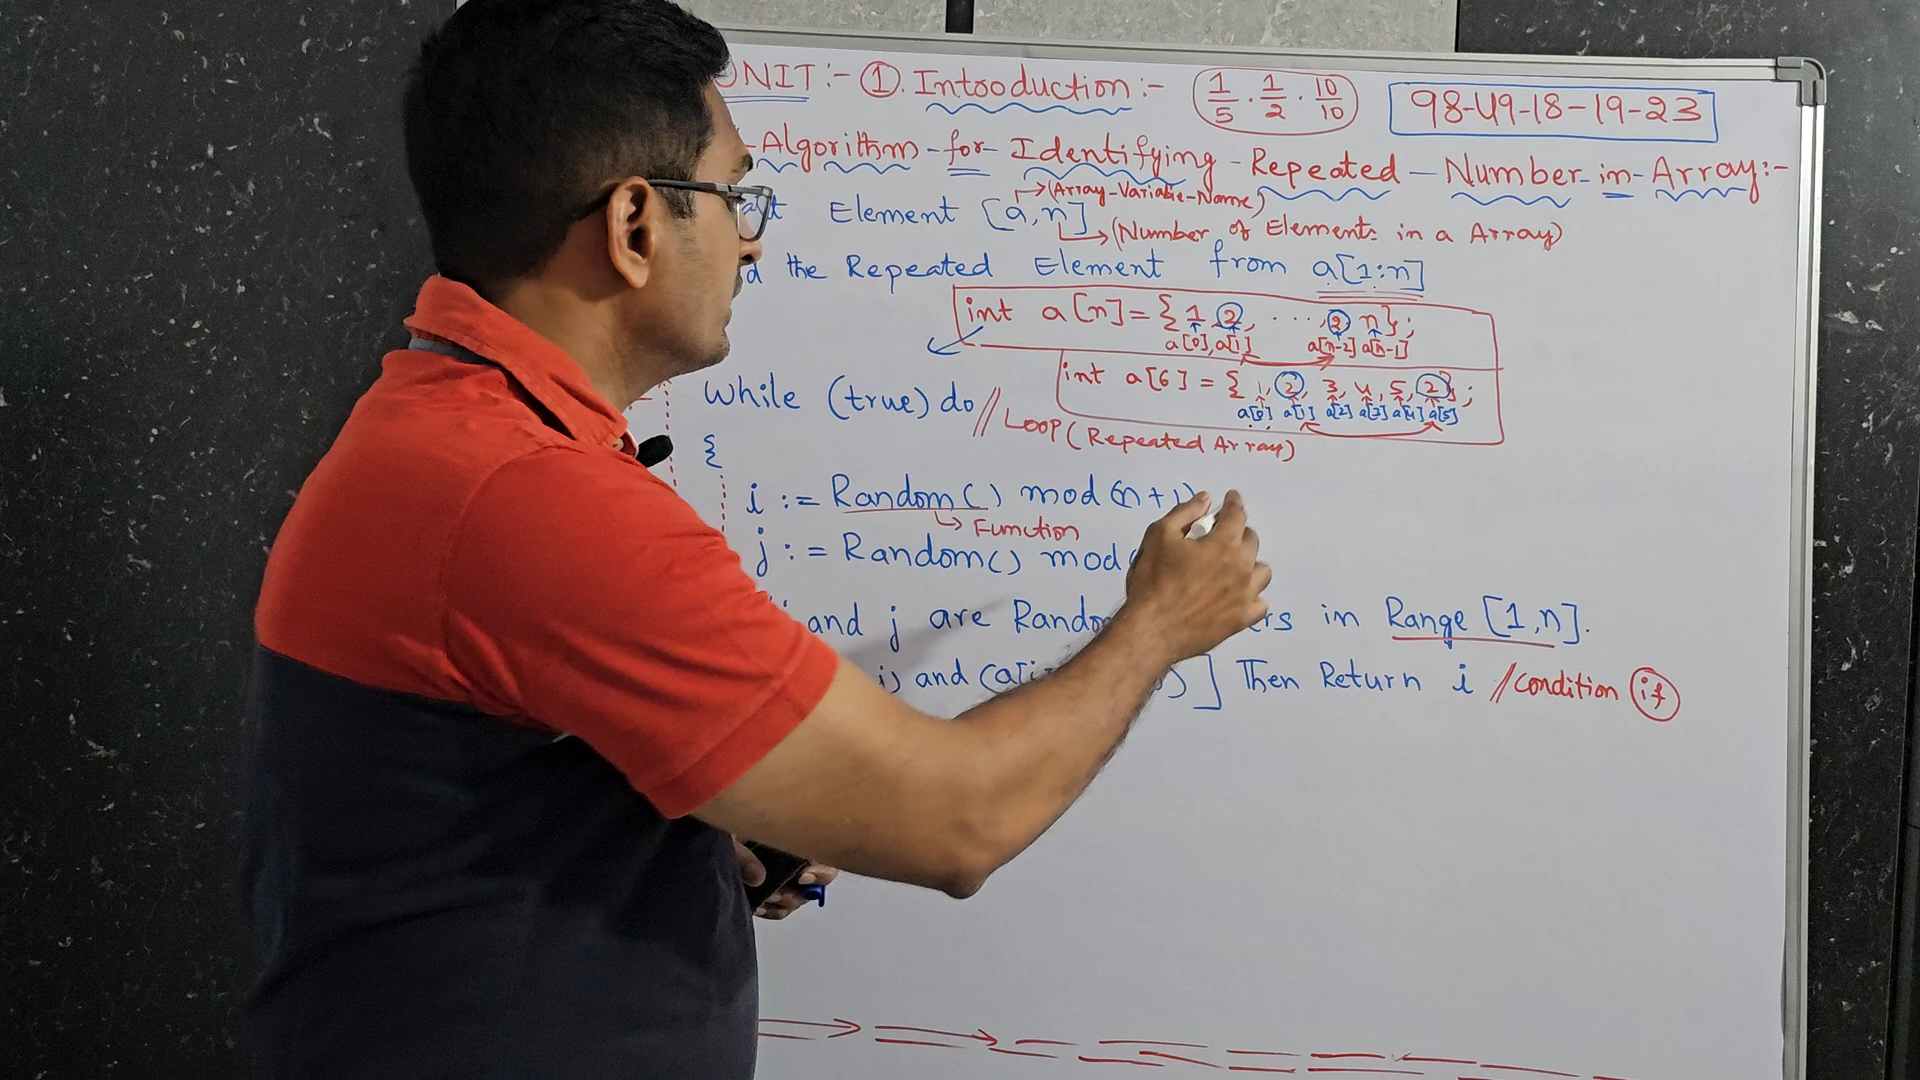 NIT:- ①. Intooduction:- 1/5 . 1/2 . 10/10 98-49-18-19-23
-Algorithm-for-Identifying-Repeated-Number-in-Array:-
→(Array-Variable-Name)
Element [a,n]
→(Number of Elements in a Array)
the Repeated Element from a[1:n]
int a[n]={1, 2, ....., 2, n};
a[0], a[1] a[n-2] a[n-1]
int a[6] = {1, 2, 3, 4, 5, 2};
a[0] a[1] a[2] a[3] a[4] a[5]
While (true) do // Loop (Repeated Array)
{
i := Random() mod (n+1)
→ Function
j := Random() mod
and j are in Range [1,n].
and Then Return i //condition if